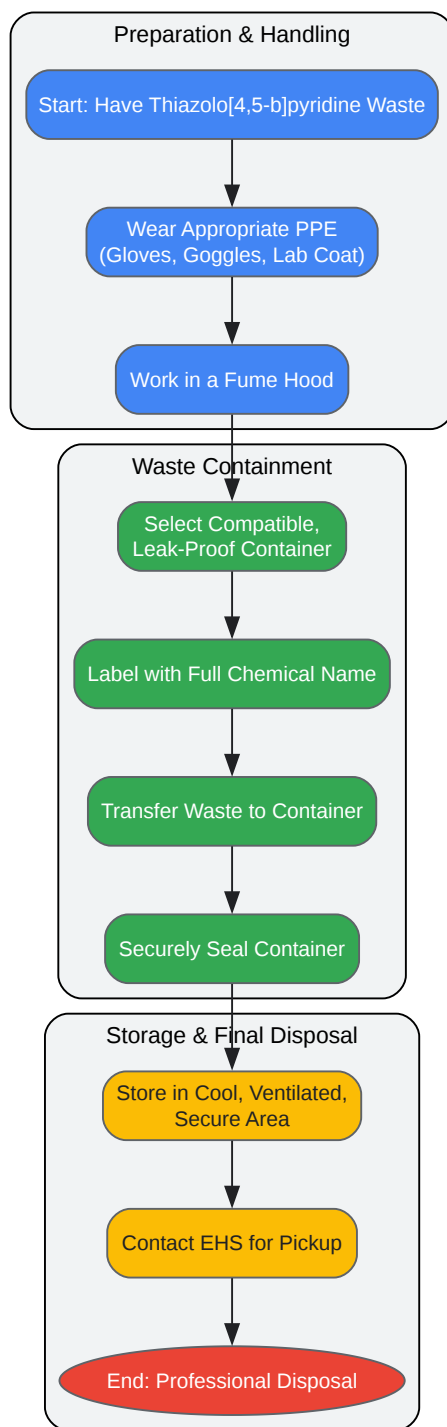 Preparation & Handling
Start: Have Thiazolo[4,5-b]pyridine Waste
Wear Appropriate PPE
(Gloves, Goggles, Lab Coat)
Work in a Fume Hood
Waste Containment
Select Compatible,
Leak-Proof Container
Label with Full Chemical Name
Transfer Waste to Container
Securely Seal Container
Storage & Final Disposal
Store in Cool, Ventilated,
Secure Area
Contact EHS for Pickup
End: Professional Disposal